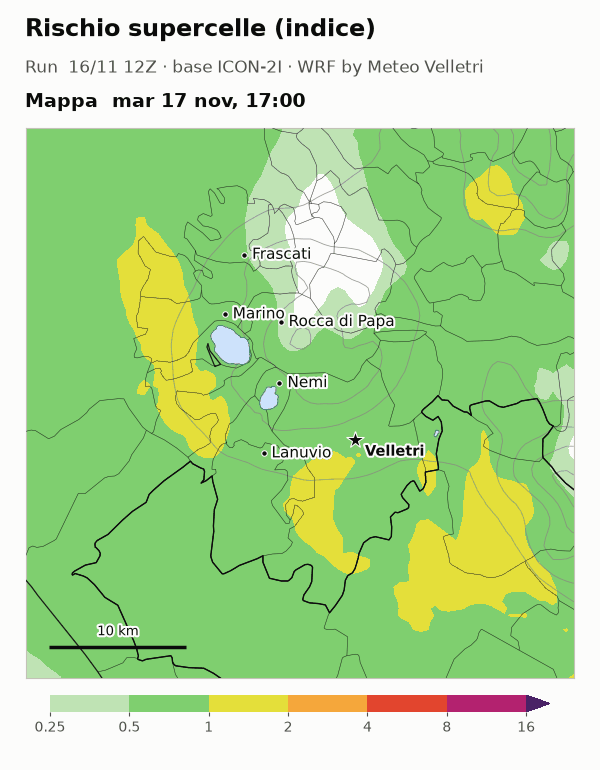 Rischio supercelle (indice)
Run  16/11 12Z · base ICON-2I · WRF by Meteo Velletri
Mappa  mar 17 nov, 17:00
Frascati
Marino
Rocca di Papa
Nemi
Velletri
Lanuvio
10 km
0.25 0.5 1 2 4 8 16